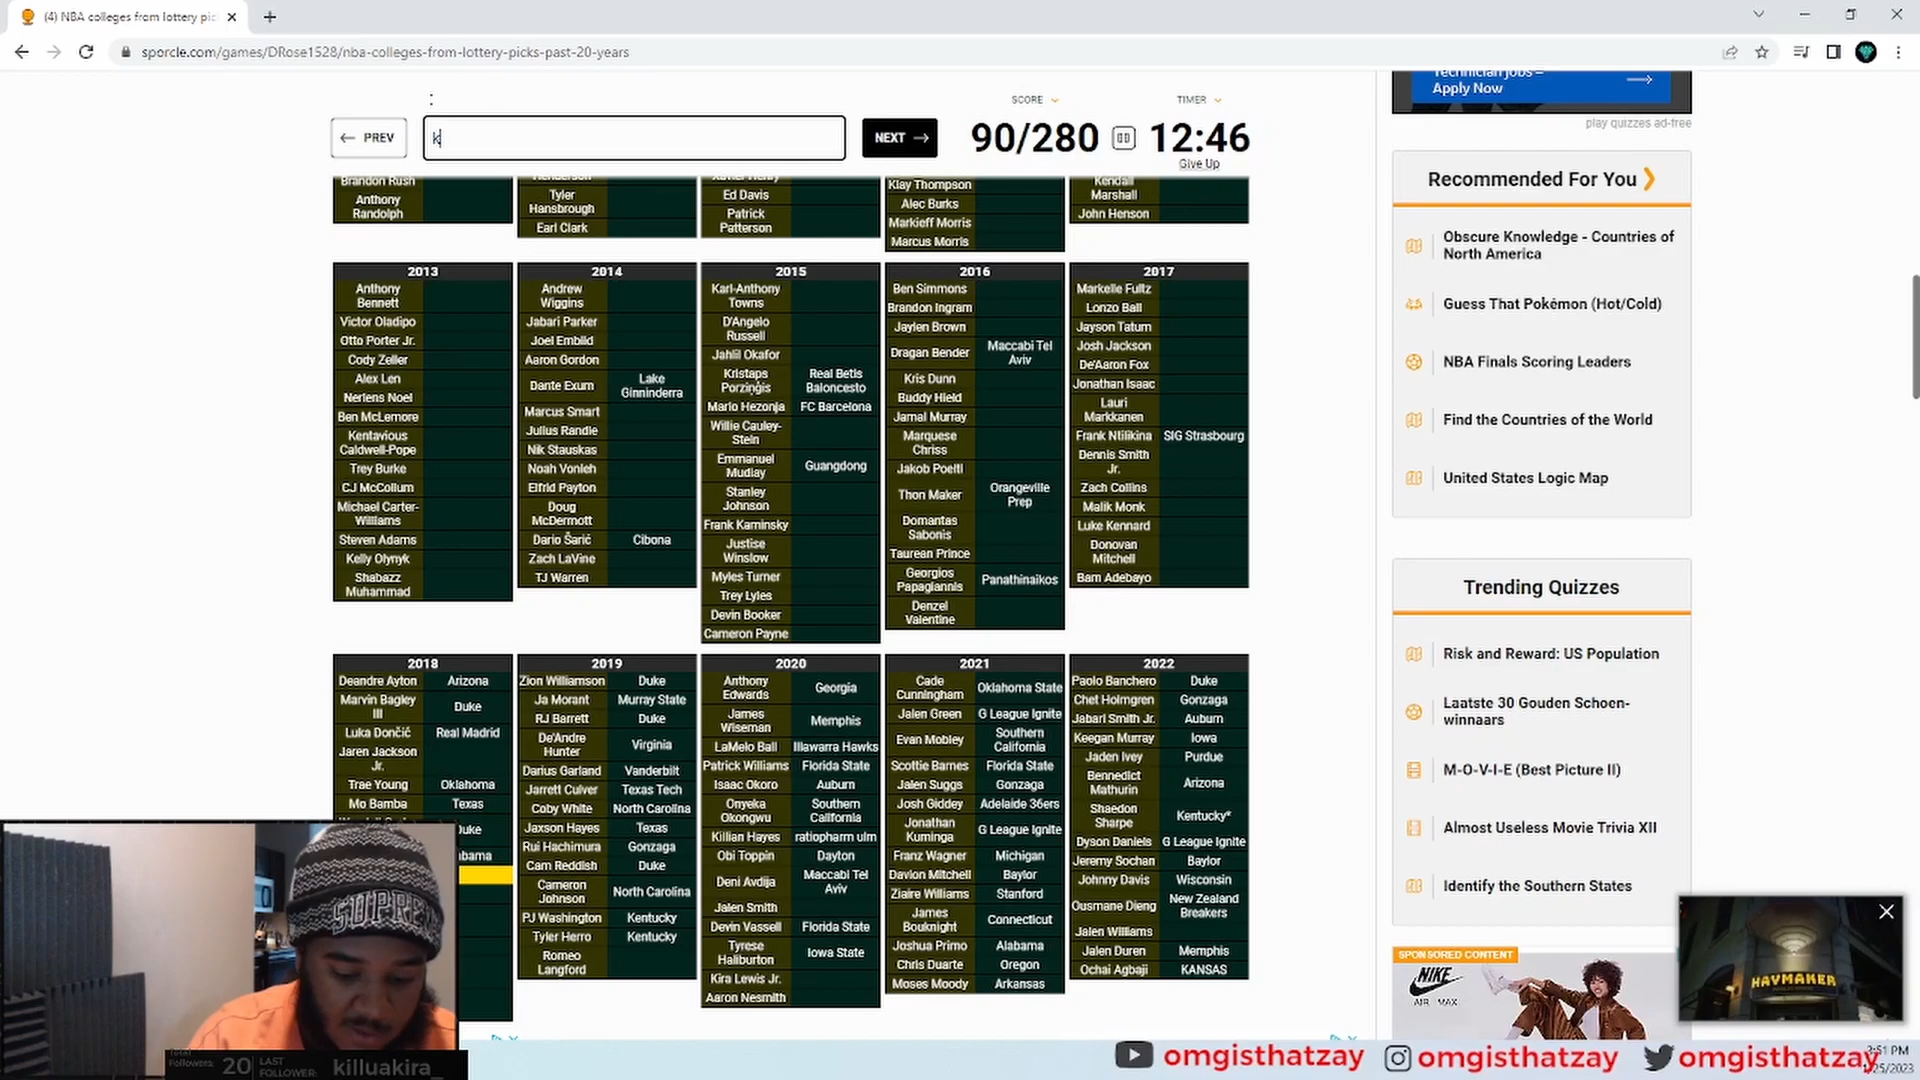 (4) NBA colleges from lottery pic
sporcle.com/games/DRose1528/nba-colleges-from-lottery-picks-past-20-years
:
← PREV
k
NEXT →
SCORE
90/280
TIMER
12:46
Give Up
Brandon Rush
Anthony Randolph
Tyler Hansbrough
Earl Clark
Ed Davis
Patrick Patterson
Klay Thompson
Alec Burks
Markieff Morris
Marcus Morris
Kendall Marshall
John Henson
2013
Anthony Bennett
Victor Oladipo
Otto Porter Jr.
Cody Zeller
Alex Len
Nerlens Noel
Ben McLemore
Kentavious Caldwell-Pope
Trey Burke
CJ McCollum
Michael Carter-Williams
Steven Adams
Kelly Olynyk
Shabazz Muhammad
2014
Andrew Wiggins
Jabari Parker
Joel Embiid
Aaron Gordon
Dante Exum Lake Ginninderra
Marcus Smart
Julius Randle
Nik Stauskas
Noah Vonleh
Elfrid Payton
Doug McDermott
Dario Šarić Cibona
Zach LaVine
TJ Warren
2015
Karl-Anthony Towns
D'Angelo Russell
Jahlil Okafor
Kristaps Porziņģis Real Betis Baloncesto
Mario Hezonja FC Barcelona
Willie Cauley-Stein
Emmanuel Mudiay Guangdong
Stanley Johnson
Frank Kaminsky
Justise Winslow
Myles Turner
Trey Lyles
Devin Booker
Cameron Payne
2016
Ben Simmons
Brandon Ingram
Jaylen Brown
Dragan Bender Maccabi Tel Aviv
Kris Dunn
Buddy Hield
Jamal Murray
Marquese Chriss
Jakob Poeltl
Thon Maker Orangeville Prep
Domantas Sabonis
Taurean Prince
Georgios Papagiannis Panathinaikos
Denzel Valentine
2017
Markelle Fultz
Lonzo Ball
Jayson Tatum
Josh Jackson
De'Aaron Fox
Jonathan Isaac
Lauri Markkanen
Frank Ntilikina SIG Strasbourg
Dennis Smith Jr.
Zach Collins
Malik Monk
Luke Kennard
Donovan Mitchell
Bam Adebayo
2018
Deandre Ayton Arizona
Marvin Bagley III Duke
Luka Dončić Real Madrid
Jaren Jackson Jr.
Trae Young Oklahoma
Mo Bamba Texas
Duke
bama
2019
Zion Williamson Duke
Ja Morant Murray State
RJ Barrett Duke
De'Andre Hunter Virginia
Darius Garland Vanderbilt
Jarrett Culver Texas Tech
Coby White North Carolina
Jaxson Hayes Texas
Rui Hachimura Gonzaga
Cam Reddish Duke
Cameron Johnson North Carolina
PJ Washington Kentucky
Tyler Herro Kentucky
Romeo Langford
2020
Anthony Edwards Georgia
James Wiseman Memphis
LaMelo Ball Illawarra Hawks
Patrick Williams Florida State
Isaac Okoro Auburn
Onyeka Okongwu Southern California
Killian Hayes ratiopharm ulm
Obi Toppin Dayton
Deni Avdija Maccabi Tel Aviv
Jalen Smith
Devin Vassell Florida State
Tyrese Haliburton Iowa State
Kira Lewis Jr.
Aaron Nesmith
2021
Cade Cunningham Oklahoma State
Jalen Green G League Ignite
Evan Mobley Southern California
Scottie Barnes Florida State
Jalen Suggs Gonzaga
Josh Giddey Adelaide 36ers
Jonathan Kuminga G League Ignite
Franz Wagner Michigan
Davion Mitchell Baylor
Ziaire Williams Stanford
James Bouknight Connecticut
Joshua Primo Alabama
Chris Duarte Oregon
Moses Moody Arkansas
2022
Paolo Banchero Duke
Chet Holmgren Gonzaga
Jabari Smith Jr. Auburn
Keegan Murray Iowa
Jaden Ivey Purdue
Bennedict Mathurin Arizona
Shaedon Sharpe Kentucky*
Dyson Daniels G League Ignite
Jeremy Sochan Baylor
Johnny Davis Wisconsin
Ousmane Dieng New Zealand Breakers
Jalen Williams
Jalen Duren Memphis
Ochai Agbaji KANSAS
Technician jobs –
Apply Now
play quizzes ad-free
Recommended For You
Obscure Knowledge - Countries of North America
Guess That Pokémon (Hot/Cold)
NBA Finals Scoring Leaders
Find the Countries of the World
United States Logic Map
Trending Quizzes
Risk and Reward: US Population
Laatste 30 Gouden Schoen-winnaars
M-O-V-I-E (Best Picture II)
Almost Useless Movie Trivia XII
Identify the Southern States
SPONSORED CONTENT
NIKE
AIR MAX
HAYMAKER
SUPREME
Followers: 20
LAST FOLLOWER: killuakira_
omgisthatzay
omgisthatzay
omgisthatzay